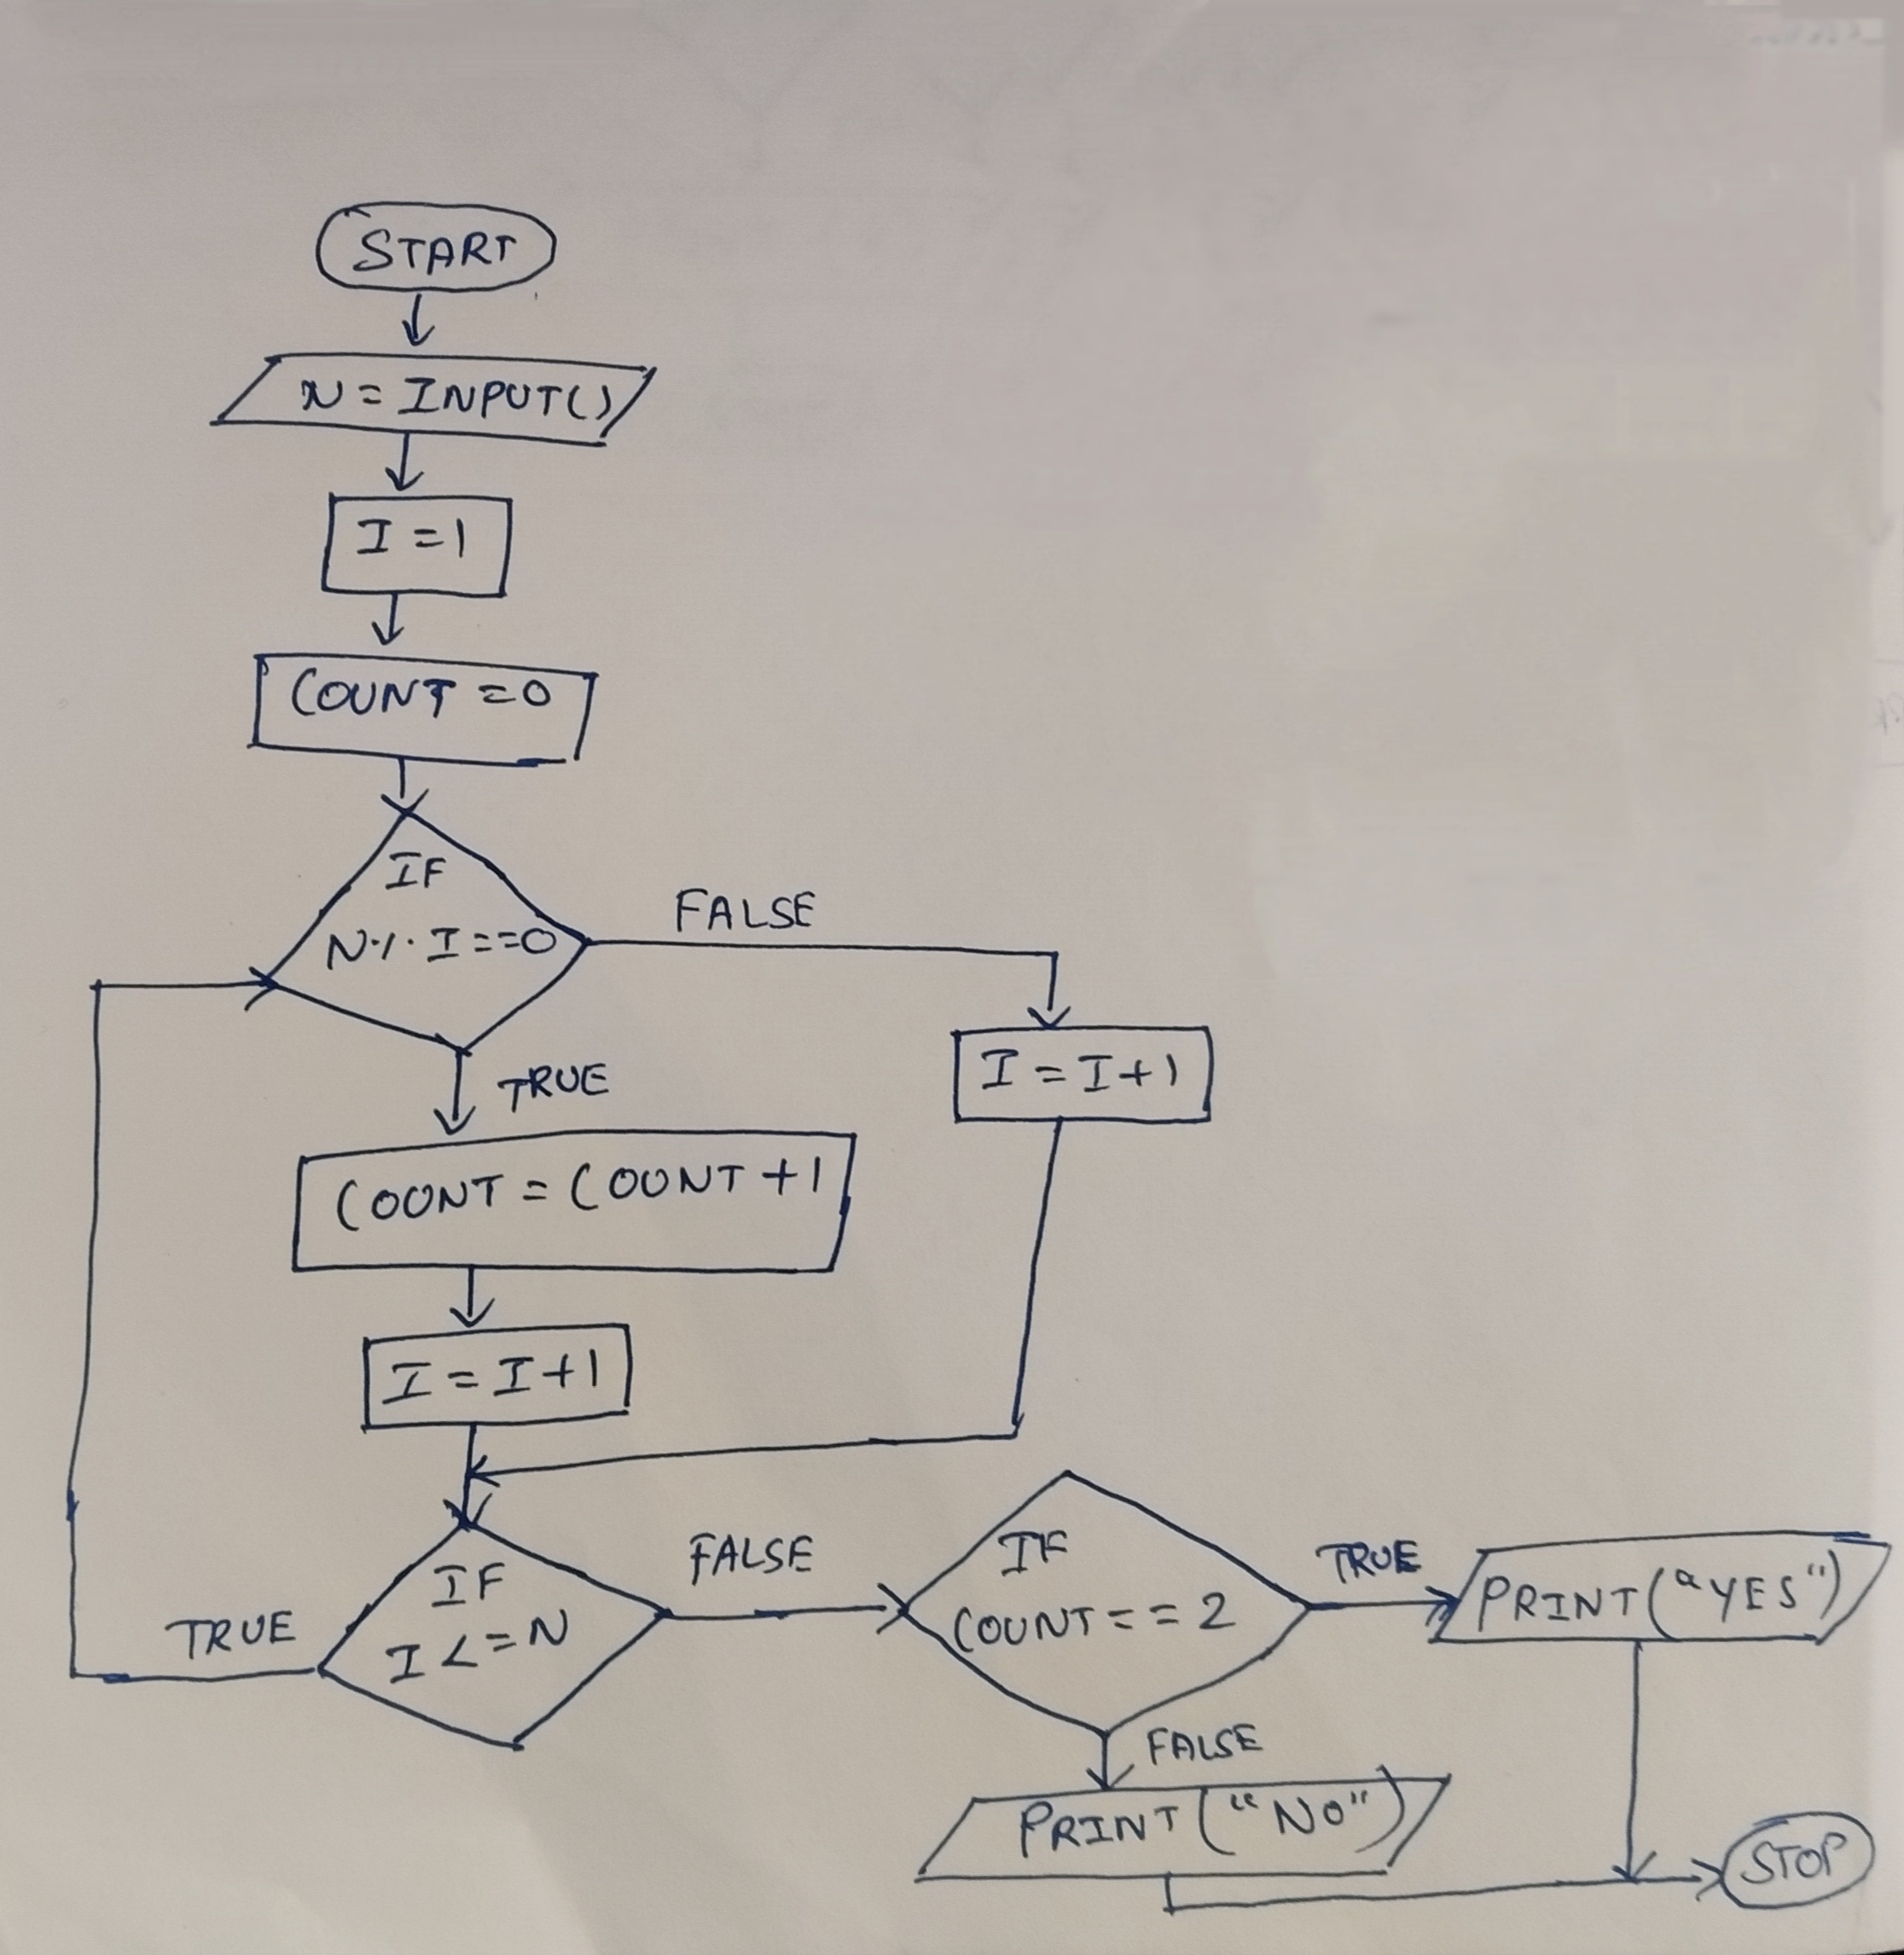 START
N = INPUT()
I = 1
COUNT = 0
IF
N % I == 0
FALSE
TRUE
I = I + 1
COUNT = COUNT + 1
I = I + 1
IF
I <= N
TRUE
FALSE
IF
COUNT == 2
TRUE
PRINT("YES")
FALSE
PRINT("NO")
STOP